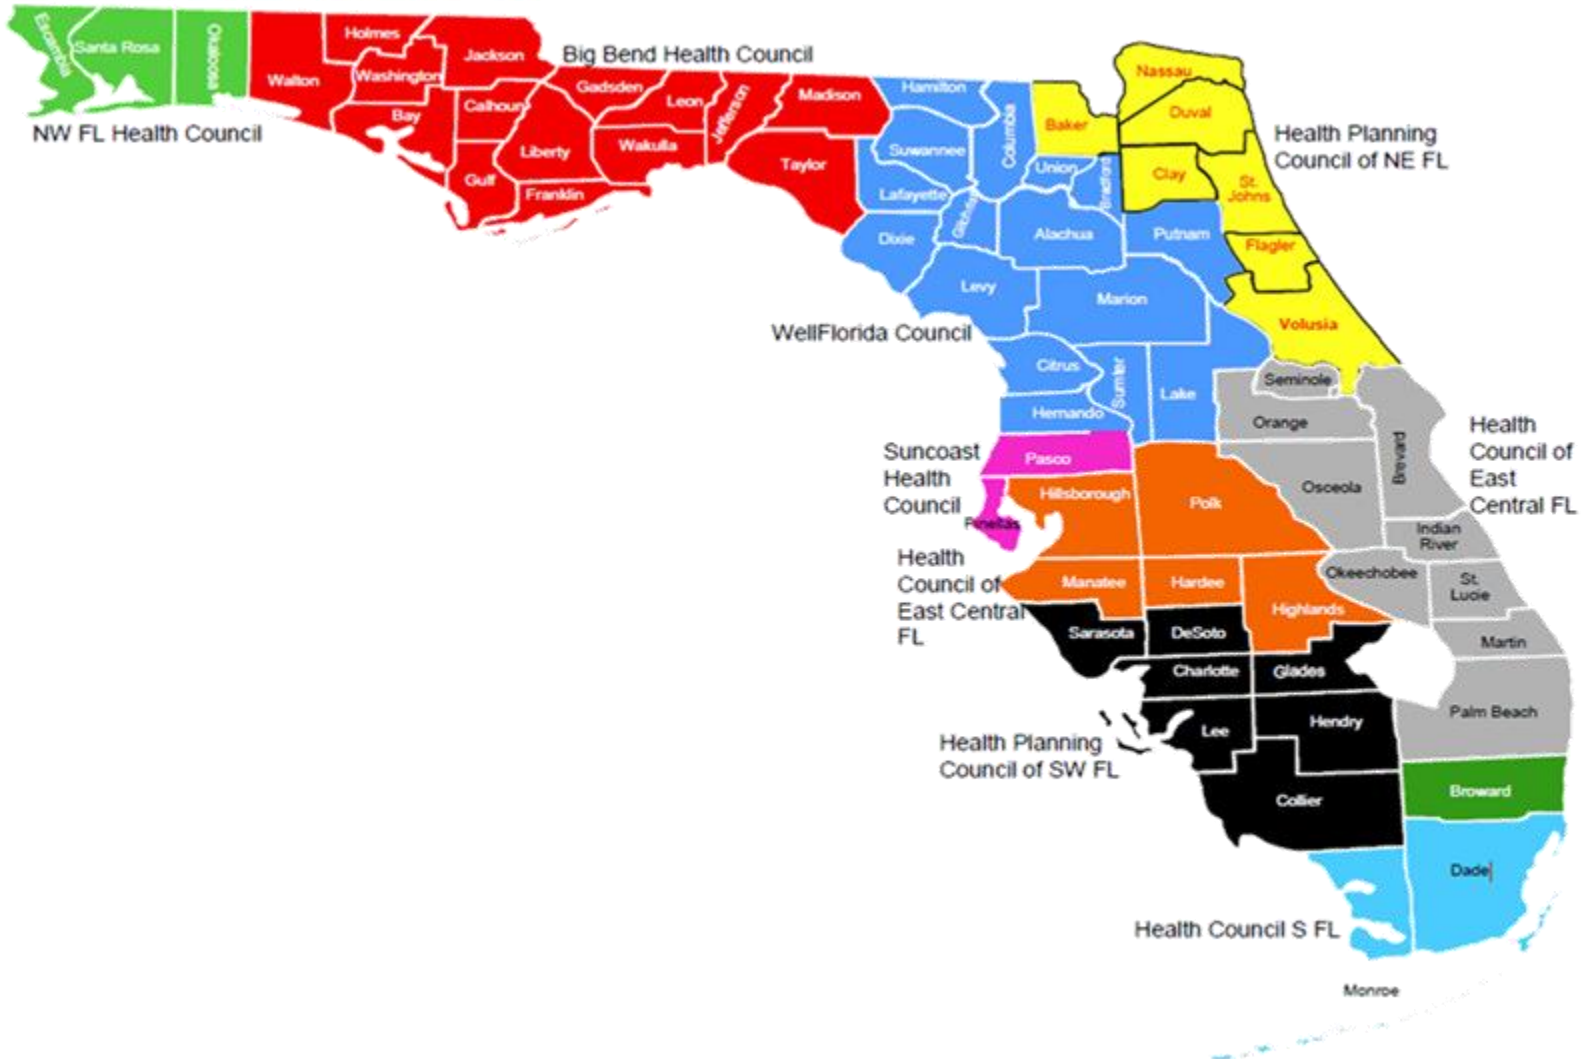 Escambia
Santa Rosa
Okaloosa
Walton
Holmes
Washington
Jackson
Bay
Calhoun
Gulf
Liberty
Franklin
Gadsden
Leon
Wakulla
Jefferson
Madison
Taylor
Big Bend Health Council
NW FL Health Council
Hamilton
Suwannee
Lafayette
Columbia
Dixie
Gilchrist
Union
Bradford
Alachua
Putnam
Levy
Marion
Citrus
Sumter
Lake
Hernando
WellFlorida Council
Nassau
Duval
Baker
Clay
St.
Johns
Flagler
Volusia
Health Planning
Council of NE FL
Seminole
Orange
Brevard
Osceola
Indian
River
Okeechobee
St.
Lucie
Martin
Palm Beach
Health
Council of
East
Central FL
Suncoast
Health
Council
Pasco
Pinellas
Hillsborough
Polk
Manatee
Hardee
Highlands
Health
Council of
East Central
FL
Sarasota
DeSoto
Charlotte
Glades
Lee
Hendry
Collier
Health Planning
Council of SW FL
Broward
Dade
Health Council S FL
Monroe